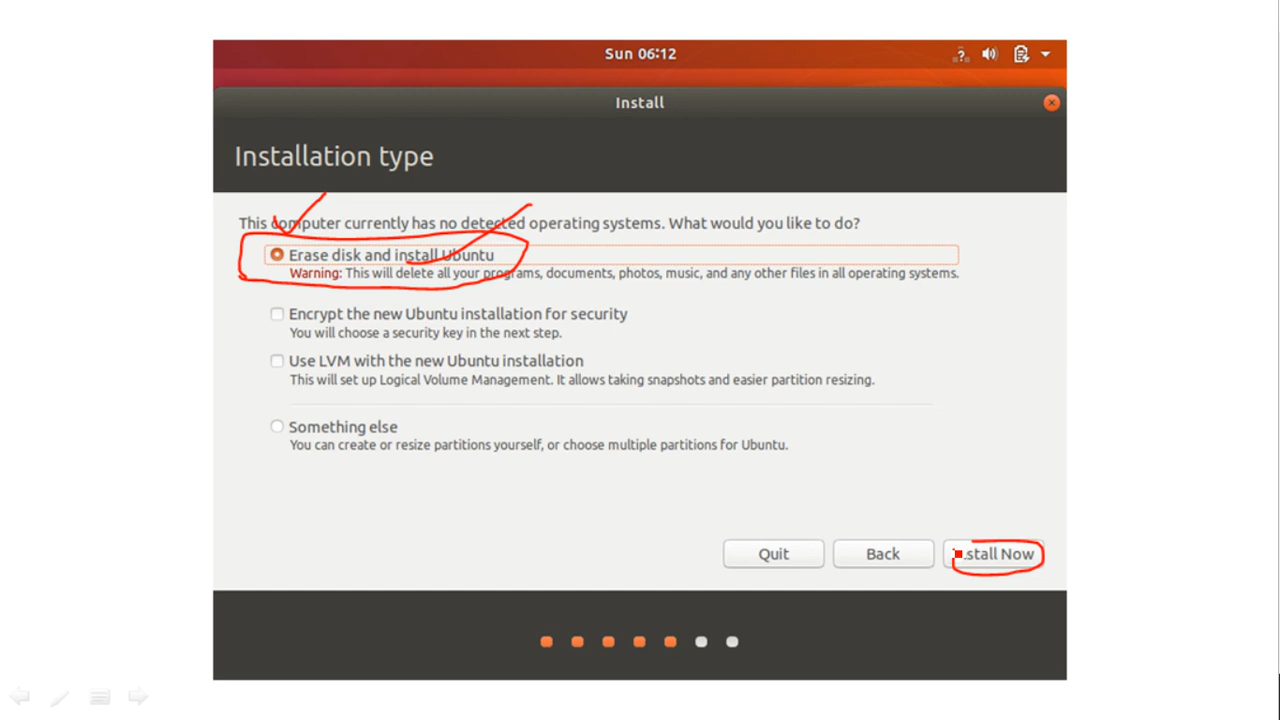 Sun 06:12
Install
Installation type
This computer currently has no detected operating systems. What would you like to do?
Erase disk and install Ubuntu
Warning: This will delete all your programs, documents, photos, music, and any other files in all operating systems.
Encrypt the new Ubuntu installation for security
You will choose a security key in the next step.
Use LVM with the new Ubuntu installation
This will set up Logical Volume Management. It allows taking snapshots and easier partition resizing.
Something else
You can create or resize partitions yourself, or choose multiple partitions for Ubuntu.
Quit Back Install Now